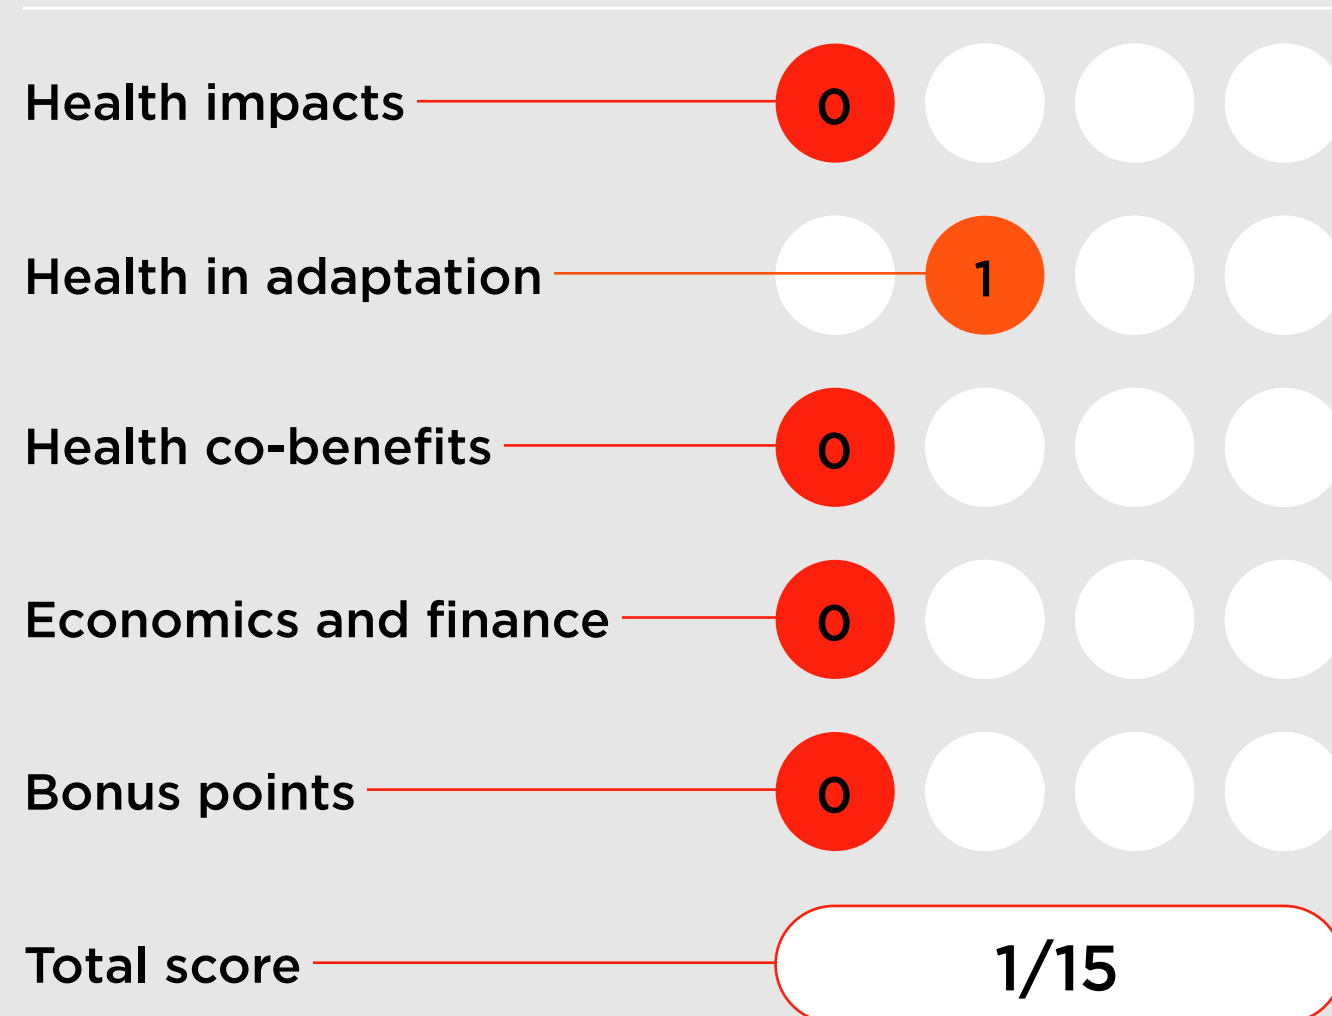 Health impacts 0
Health in adaptation 1
Health co-benefits 0
Economics and finance 0
Bonus points 0
Total score 1/15